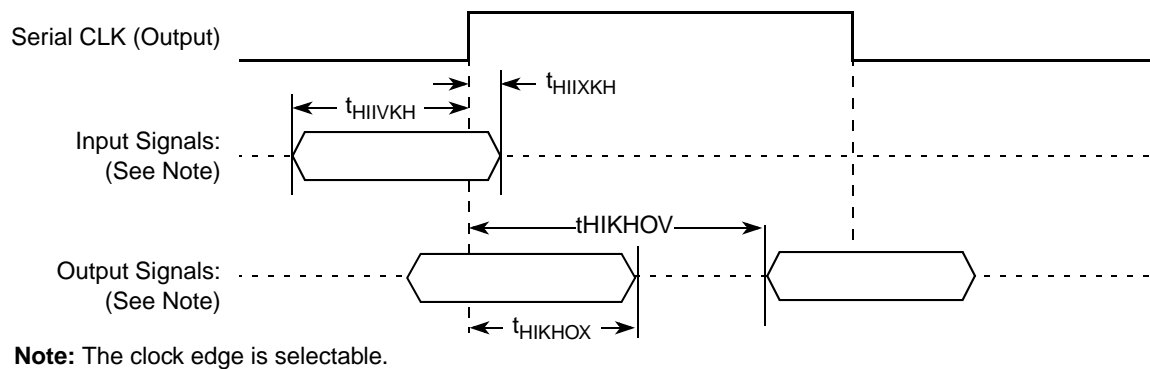 Serial CLK (Output)
tHIIXKH
tHIIVKH
Input Signals:
(See Note)
tHIKHOV
Output Signals:
(See Note)
tHIKHOX
Note: The clock edge is selectable.